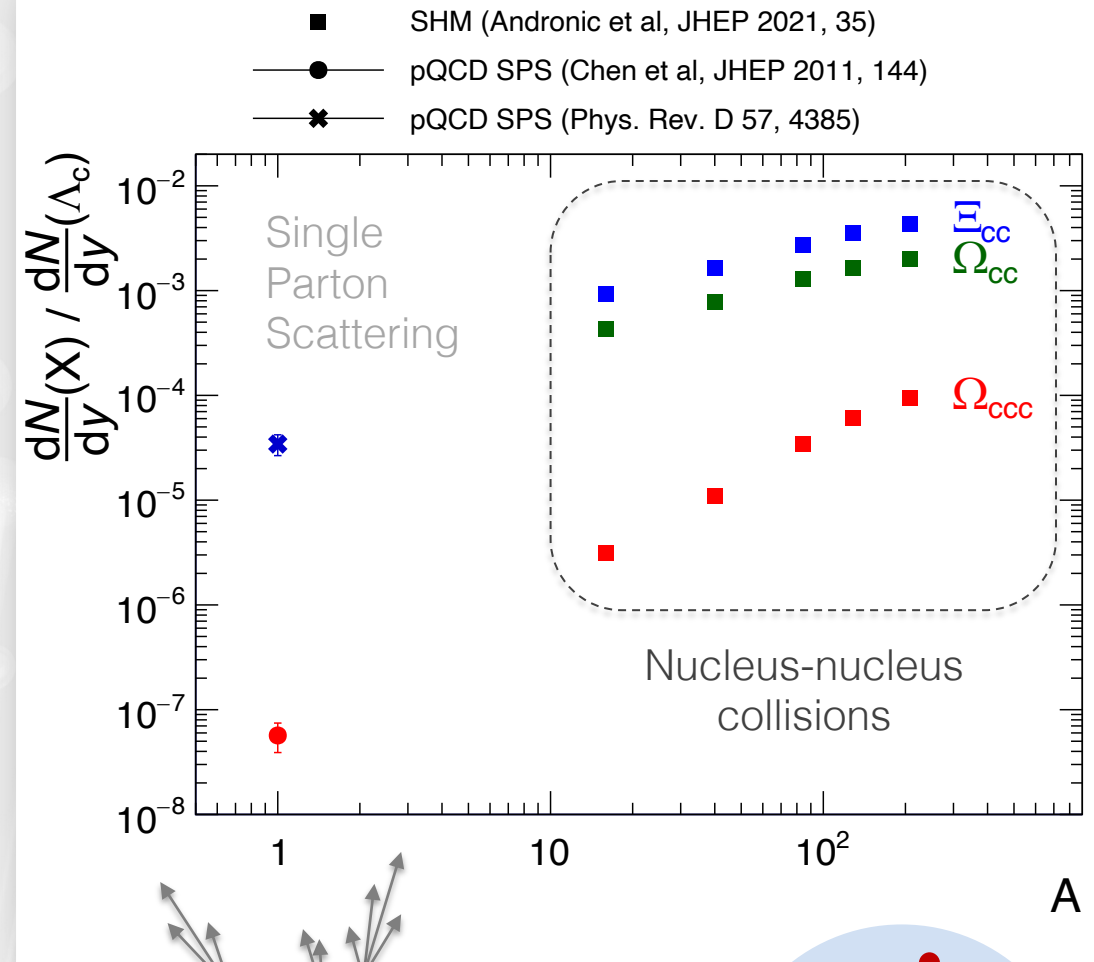 SHM (Andronic et al, JHEP 2021, 35)
pQCD SPS (Chen et al, JHEP 2011, 144)
pQCD SPS (Phys. Rev. D 57, 4385)
dN/dy(X) / dN/dy(Λc)
10⁻²
10⁻³
10⁻⁴
10⁻⁵
10⁻⁶
10⁻⁷
10⁻⁸
Single
Parton
Scattering
Ξcc
Ωcc
Ωccc
Nucleus-nucleus
collisions
1
10
10²
A